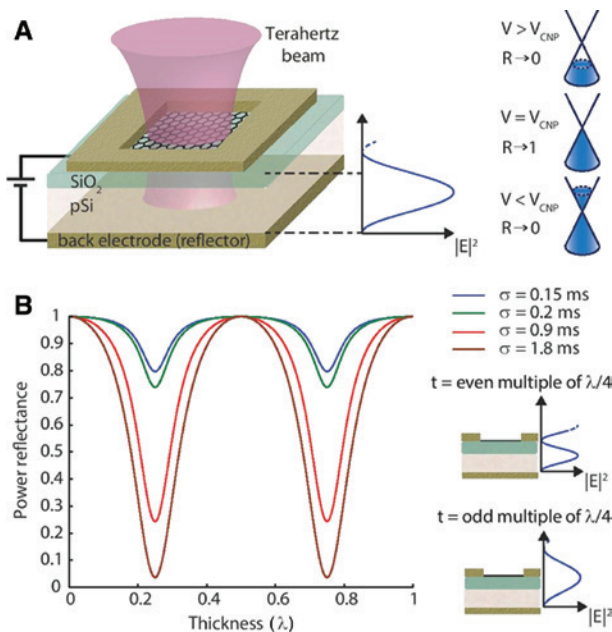 A
Terahertz
beam
SiO₂
pSi
back electrode (reflector)
|E|²
V > V_CNP
R→0
V = V_CNP
R→1
V < V_CNP
R→0
B
Power reflectance
1
0.9
0.8
0.7
0.6
0.5
0.4
0.3
0.2
0.1
0
0
0.2
0.4
0.6
0.8
1
Thickness (λ)
σ = 0.15 ms
σ = 0.2 ms
σ = 0.9 ms
σ = 1.8 ms
t = even multiple of λ/4
|E|²
t = odd multiple of λ/4
|E|²